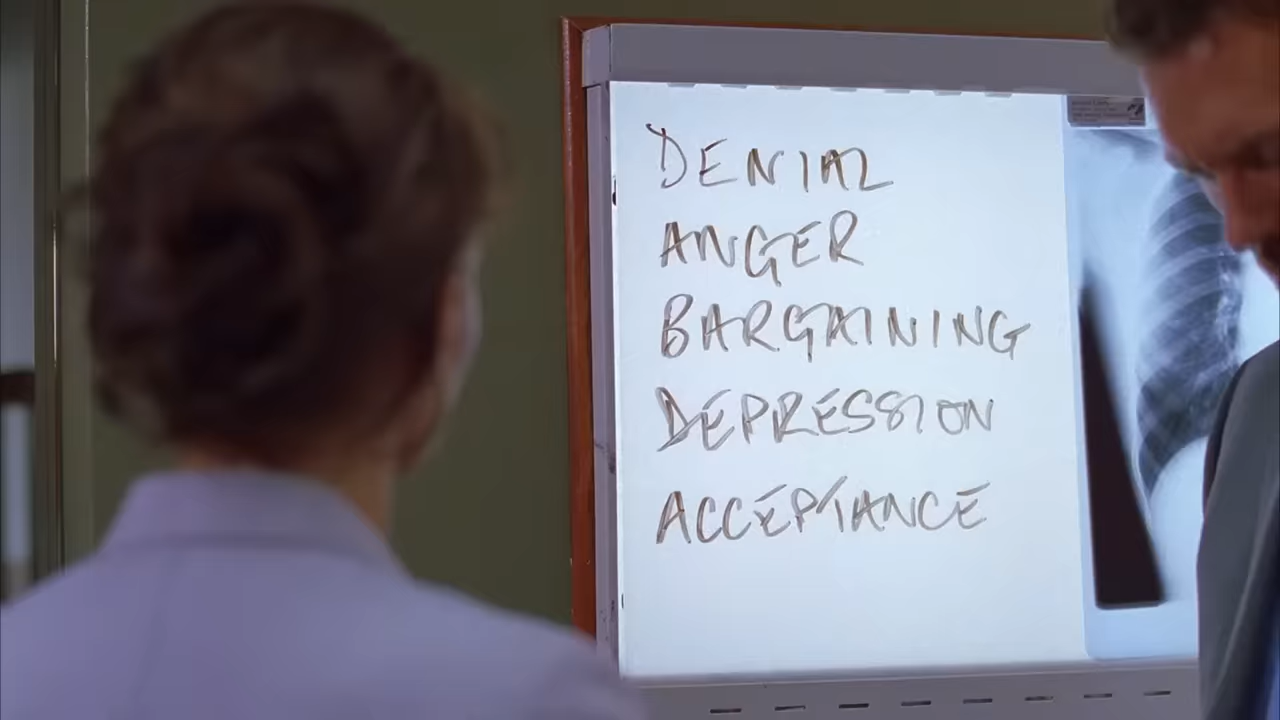 DENIAL
ANGER
BARGAINING
DEPRESSION
ACCEPTANCE